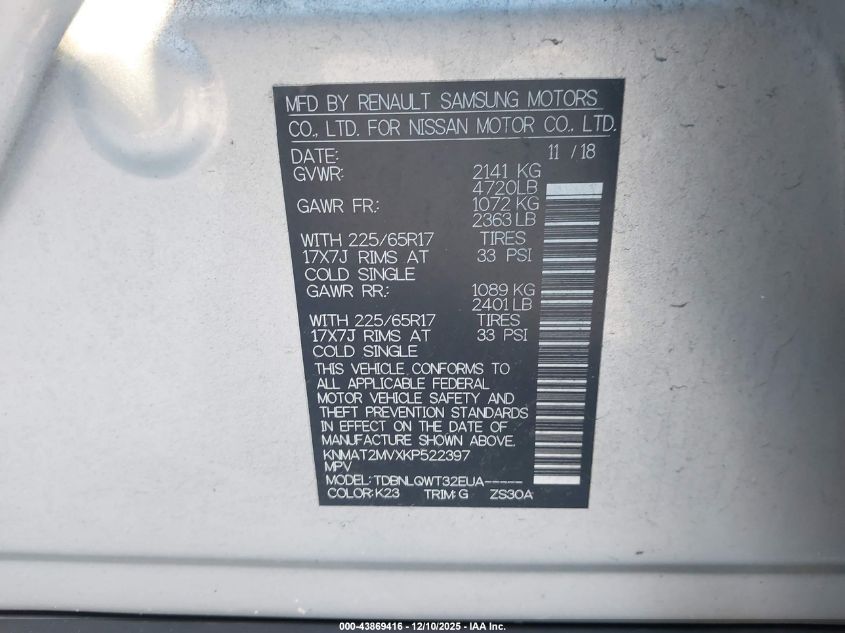 MFD BY RENAULT SAMSUNG MOTORS
CO., LTD. FOR NISSAN MOTOR CO., LTD.
DATE: 11 / 18
GVWR: 2141 KG
4720LB
GAWR FR.: 1072 KG
2363 LB
WITH 225/65R17 TIRES
17X7J RIMS AT 33 PSI
COLD SINGLE
GAWR RR.: 1089 KG
2401 LB
WITH 225/65R17 TIRES
17X7J RIMS AT 33 PSI
COLD SINGLE
THIS VEHICLE CONFORMS TO
ALL APPLICABLE FEDERAL
MOTOR VEHICLE SAFETY AND
THEFT PREVENTION STANDARDS
IN EFFECT ON THE DATE OF
MANUFACTURE SHOWN ABOVE.
KNMAT2MVXKP522397
MPV
MODEL: TDBNLQWT32EUA-----
COLOR: K23 TRIM: G ZS30A
000-43869416 - 12/10/2025 - IAA Inc.